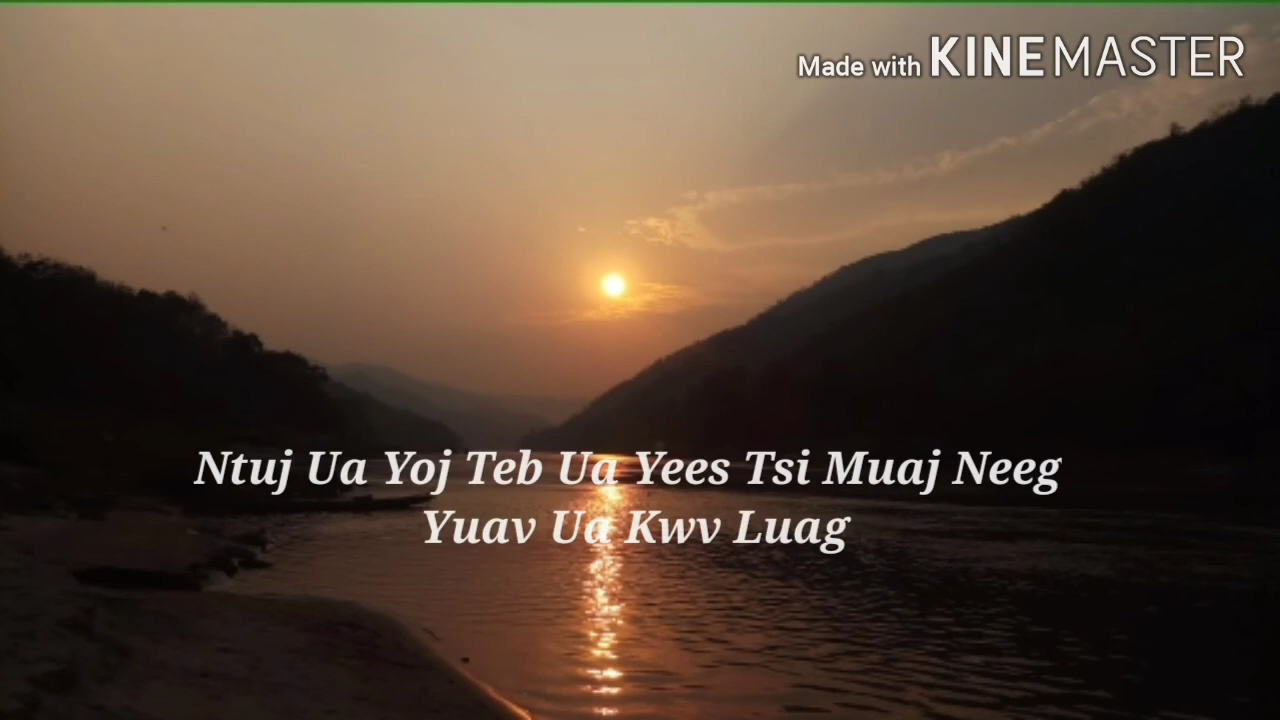 Made with KINEMASTER
Ntuj Ua Yoj Teb Ua Yees Tsi Muaj Neeg
Yuav Ua Kwv Luag